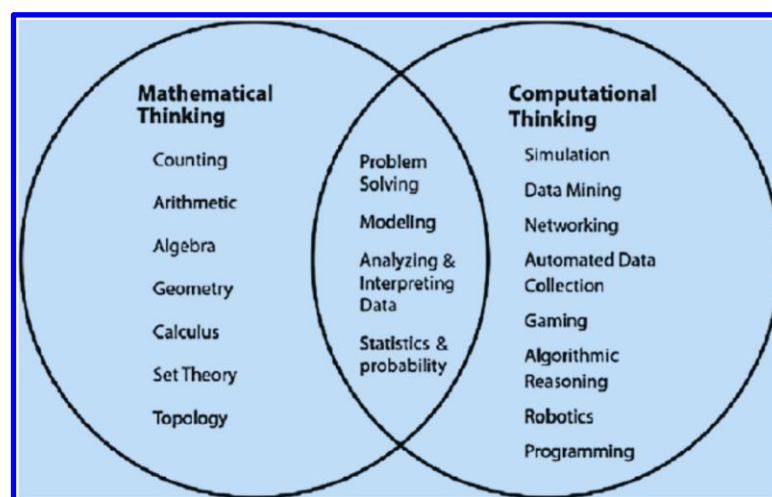 Mathematical
Thinking
Counting
Arithmetic
Algebra
Geometry
Calculus
Set Theory
Topology
Problem
Solving
Modeling
Analyzing &
Interpreting
Data
Statistics &
probability
Computational
Thinking
Simulation
Data Mining
Networking
Automated Data
Collection
Gaming
Algorithmic
Reasoning
Robotics
Programming